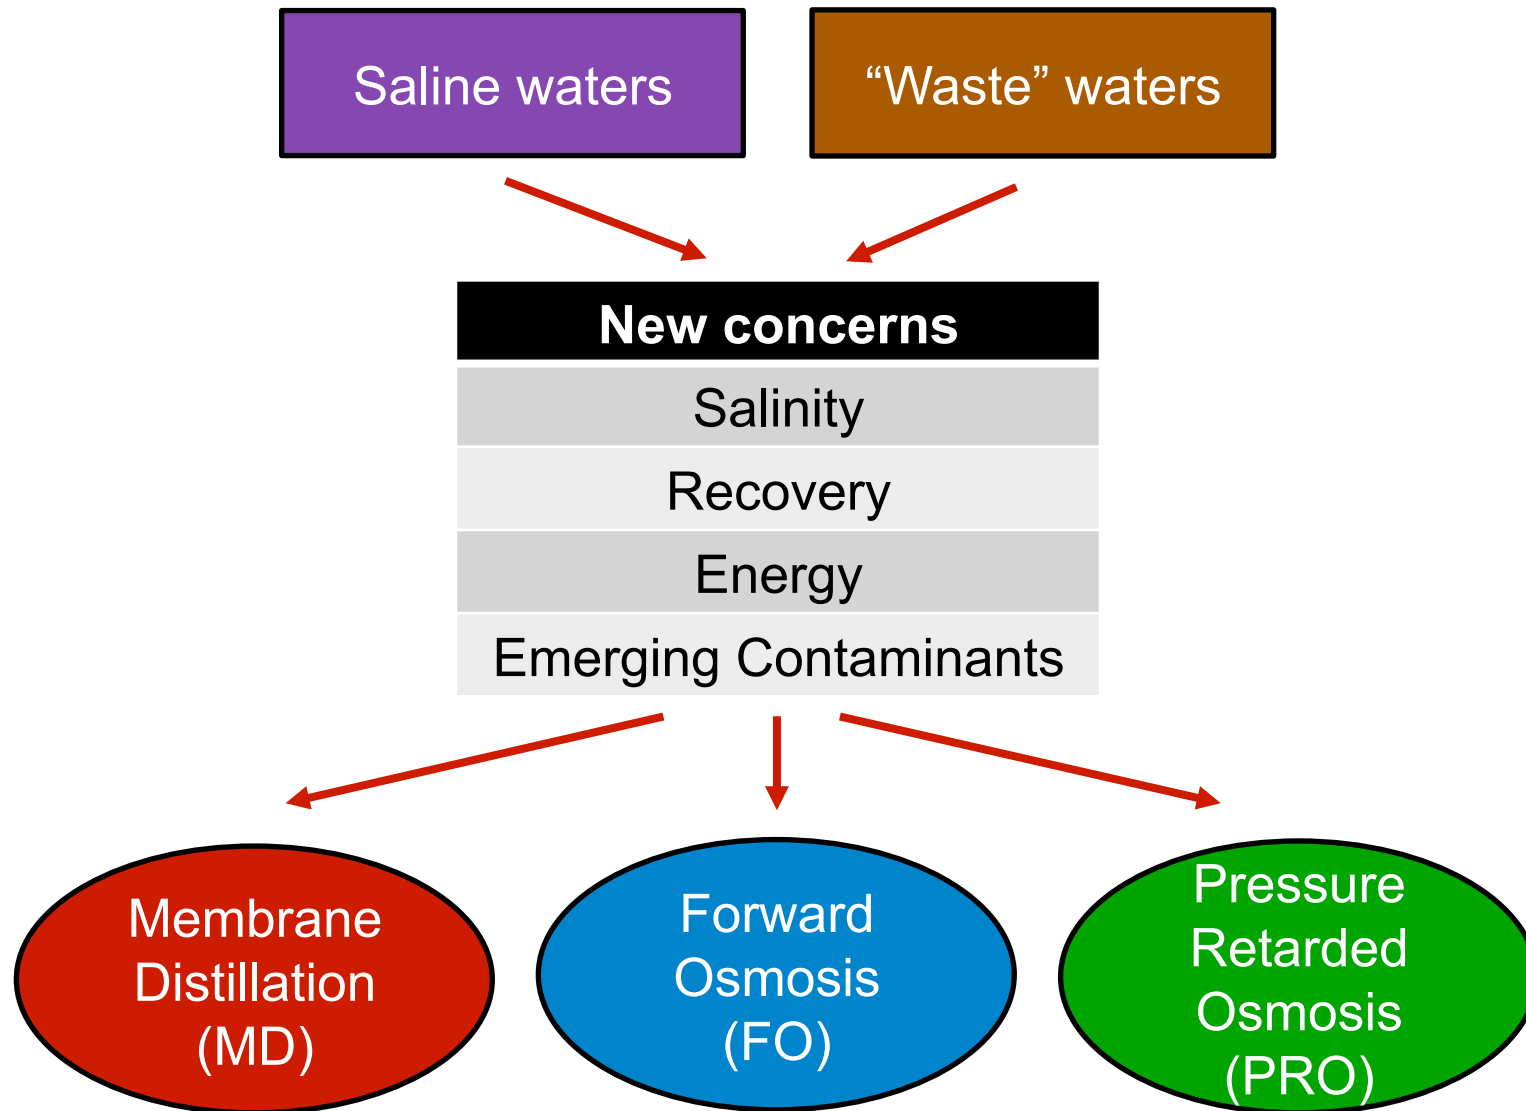 Saline waters
“Waste” waters
New concerns
Salinity
Recovery
Energy
Emerging Contaminants
Membrane
Distillation
(MD)
Forward
Osmosis
(FO)
Pressure
Retarded
Osmosis
(PRO)